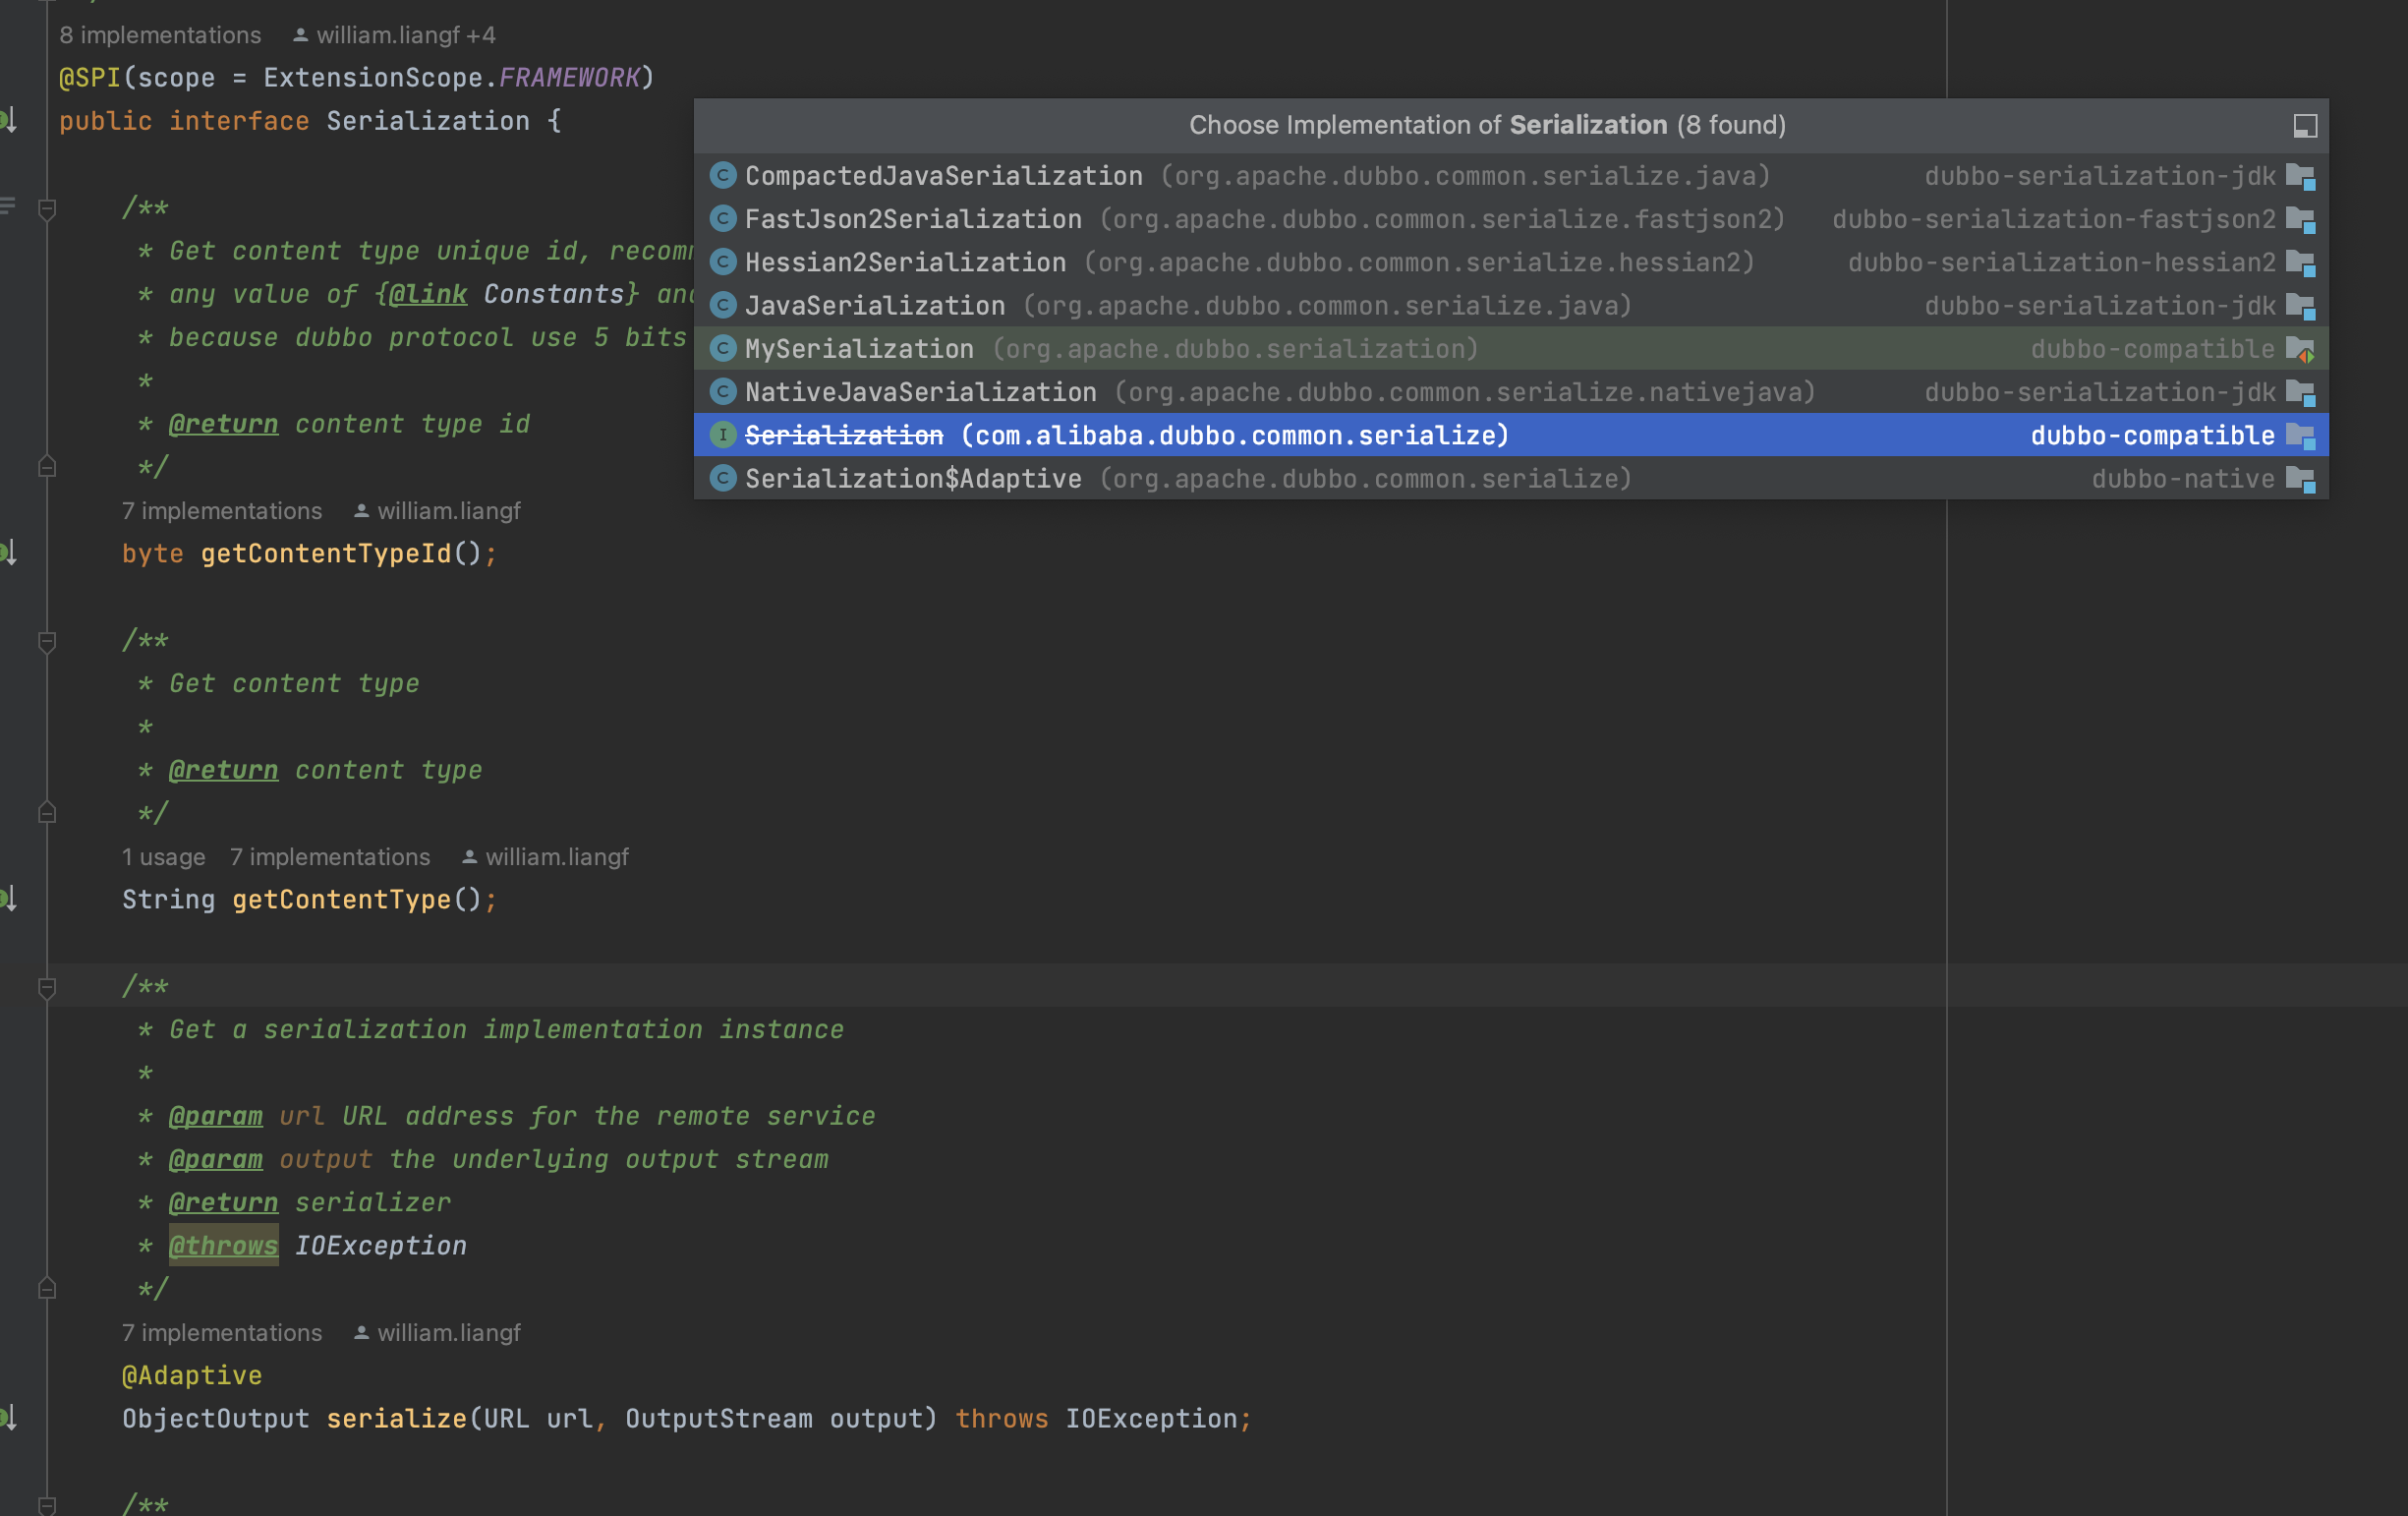 8 implementations william.liangf +4
@SPI(scope = ExtensionScope.FRAMEWORK)
public interface Serialization {
Choose Implementation of Serialization (8 found)
CompactedJavaSerialization (org.apache.dubbo.common.serialize.java) dubbo-serialization-jdk
FastJson2Serialization (org.apache.dubbo.common.serialize.fastjson2) dubbo-serialization-fastjson2
Hessian2Serialization (org.apache.dubbo.common.serialize.hessian2) dubbo-serialization-hessian2
JavaSerialization (org.apache.dubbo.common.serialize.java) dubbo-serialization-jdk
MySerialization (org.apache.dubbo.serialization) dubbo-compatible
NativeJavaSerialization (org.apache.dubbo.common.serialize.nativejava) dubbo-serialization-jdk
Serialization (com.alibaba.dubbo.common.serialize) dubbo-compatible
Serialization$Adaptive (org.apache.dubbo.common.serialize) dubbo-native
/**
* Get content type unique id, recom
* any value of {@link Constants} and
* because dubbo protocol use 5 bits
*
* @return content type id
*/
7 implementations william.liangf
byte getContentTypeId();
/**
* Get content type
*
* @return content type
*/
1 usage 7 implementations william.liangf
String getContentType();
/**
* Get a serialization implementation instance
*
* @param url URL address for the remote service
* @param output the underlying output stream
* @return serializer
* @throws IOException
*/
7 implementations william.liangf
@Adaptive
ObjectOutput serialize(URL url, OutputStream output) throws IOException;
/**